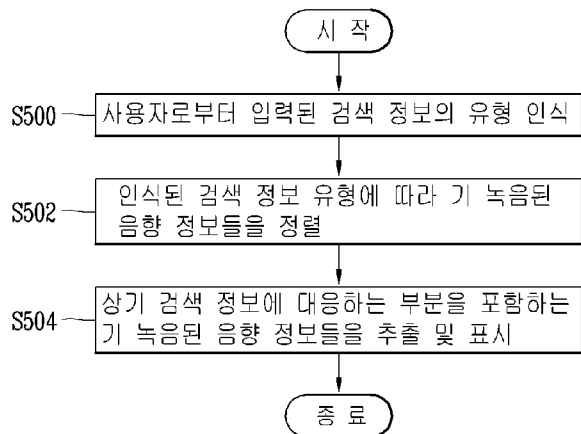 시 작
S500
사용자로부터 입력된 검색 정보의 유형 인식
S502
인식된 검색 정보 유형에 따라 기 녹음된
음향 정보들을 정렬
S504
상기 검색 정보에 대응하는 부분을 포함하는
기 녹음된 음향 정보들을 추출 및 표시
종 료